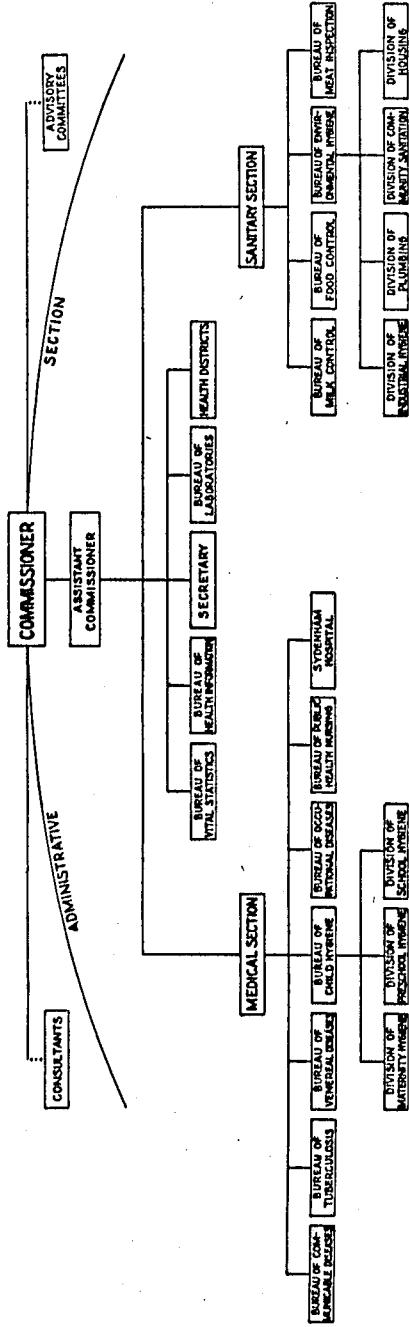 COMMISSIONER
CONSULTANTS
ADVISORY
COMMITTEES
ADMINISTRATIVE
SECTION
ASSISTANT
COMMISSIONER
BUREAU OF
VITAL STATISTICS
BUREAU OF
HEALTH INFORMATION
SECRETARY
BUREAU OF
LABORATORIES
HEALTH DISTRICTS
MEDICAL SECTION
SANITARY SECTION
BUREAU OF COM-
MUNICABLE DISEASES
BUREAU OF
TUBERCULOSIS
BUREAU OF
VENEREAL DISEASES
BUREAU OF
CHILD HYGIENE
BUREAU OF OCCU-
PATIONAL DISEASES
BUREAU OF PUBLIC
HEALTH NURSING
SYDENHAM
HOSPITAL
BUREAU OF
MILK CONTROL
BUREAU OF
FOOD CONTROL
BUREAU OF ENVIR-
ONMENTAL HYGIENE
BUREAU OF
MEAT INSPECTION
DIVISION OF
MATERNITY HYGIENE
DIVISION OF
PRESCHOOL HYGIENE
DIVISION OF
SCHOOL HYGIENE
DIVISION OF
INDUSTRIAL HYGIENE
DIVISION OF
PLUMBING
DIVISION OF COM-
MUNITY SANITATION
DIVISION OF
HOUSING